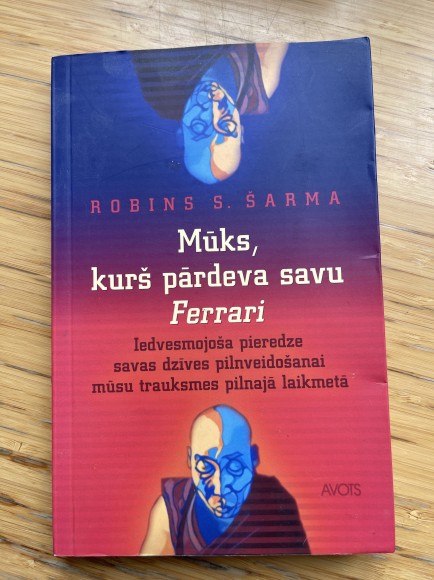 ROBINS S. ŠARMA
Mūks,
kurš pārdeva savu
Ferrari
Iedvesmojoša pieredze
savas dzīves pilnveidošanai
mūsu trauksmes pilnajā laikmetā
AVOTS